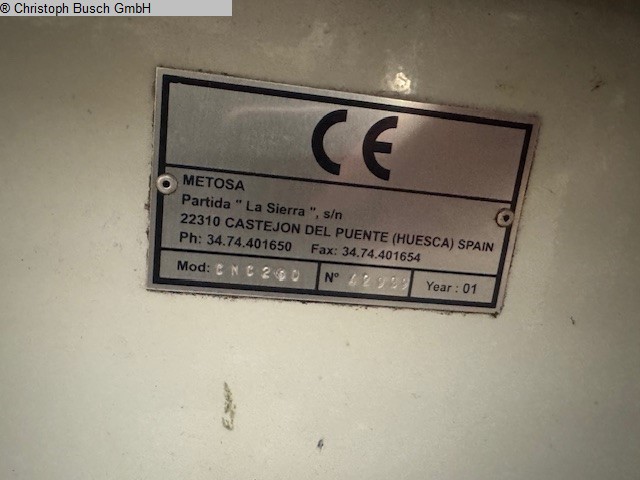 ® Christoph Busch GmbH
CE
METOSA
Partida " La Sierra ", s/n
22310 CASTEJON DEL PUENTE (HUESCA) SPAIN
Ph: 34.74.401650 Fax: 34.74.401654
Mod: Nº Year : 01